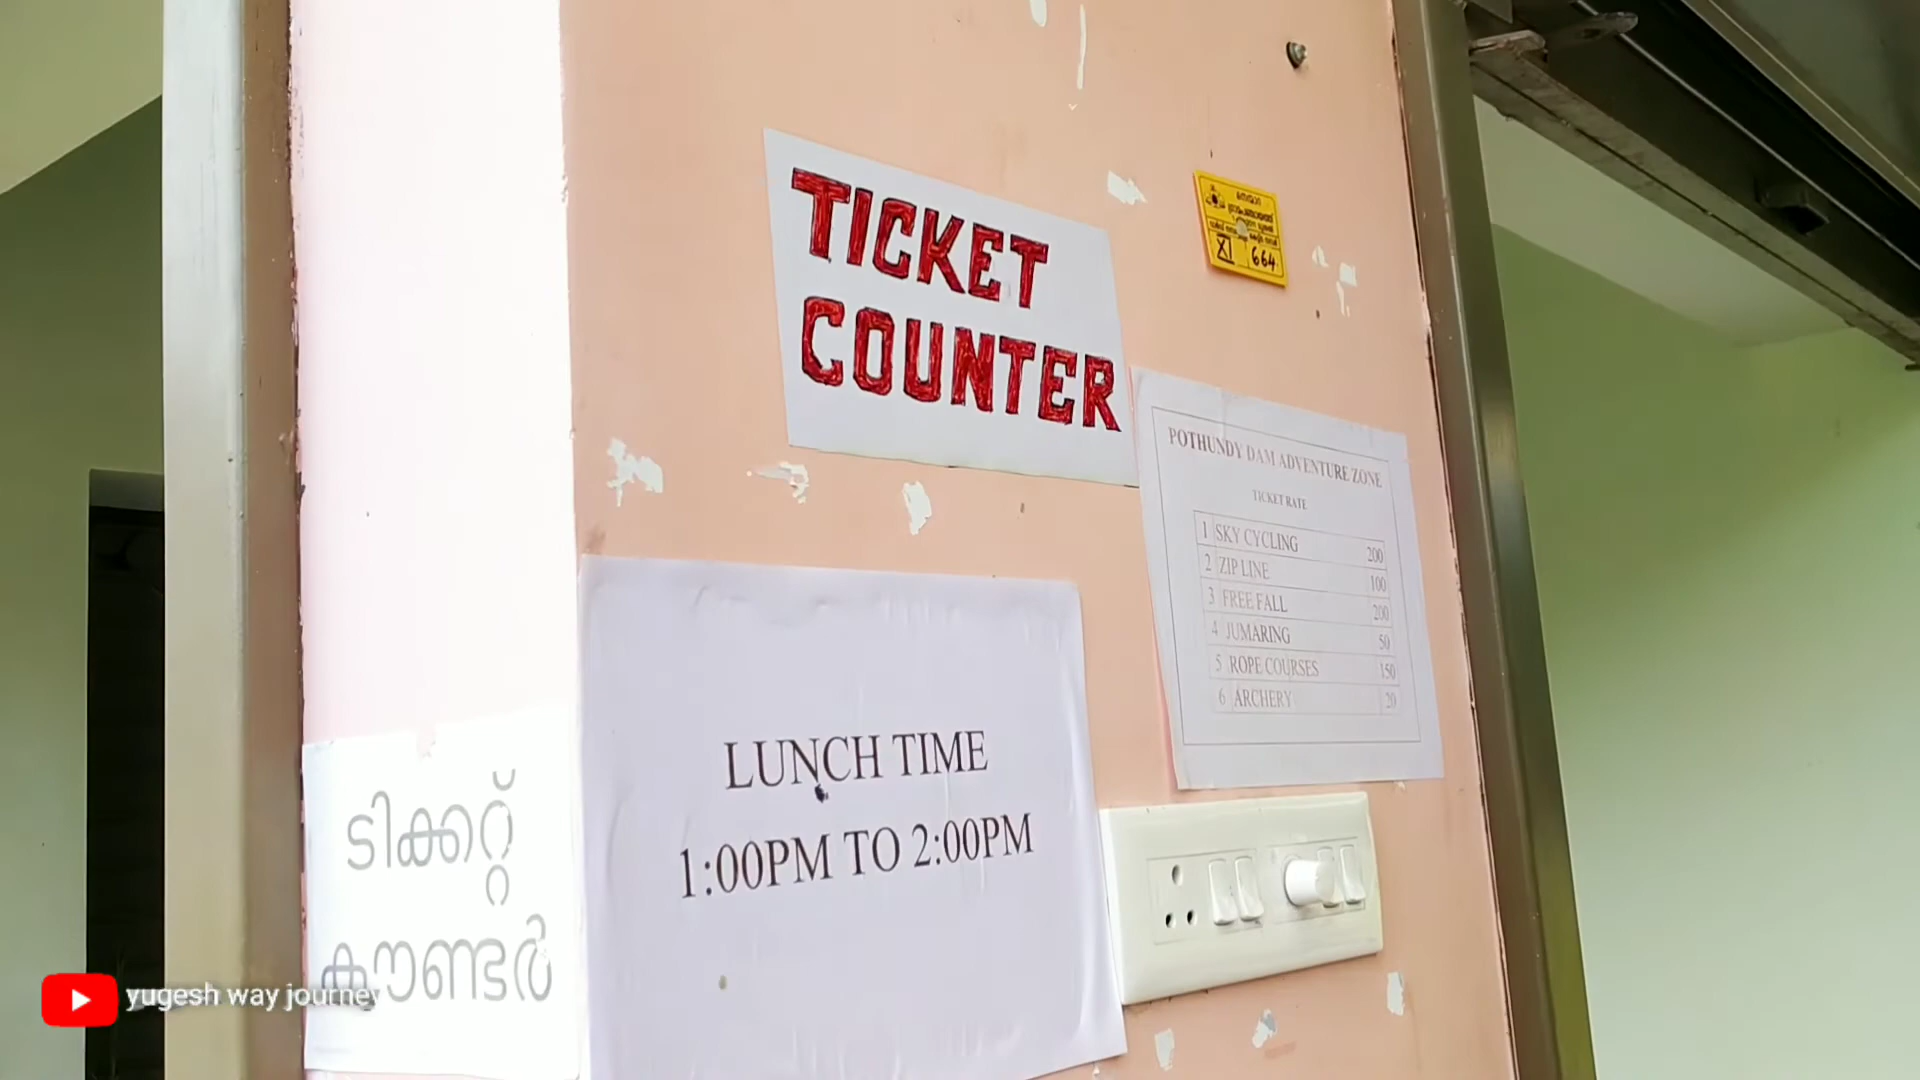 TICKET
COUNTER
XI 664
POTHUNDY DAM ADVENTURE ZONE
TICKET RATE
1 SKY CYCLING 200
2 ZIP LINE 100
3 FREE FALL 200
4 JUMARING 50
5 ROPE COURSES 150
6 ARCHERY 20
LUNCH TIME
1:00PM TO 2:00PM
ടിക്കറ്റ്
കൗണ്ടർ
yugesh way journey